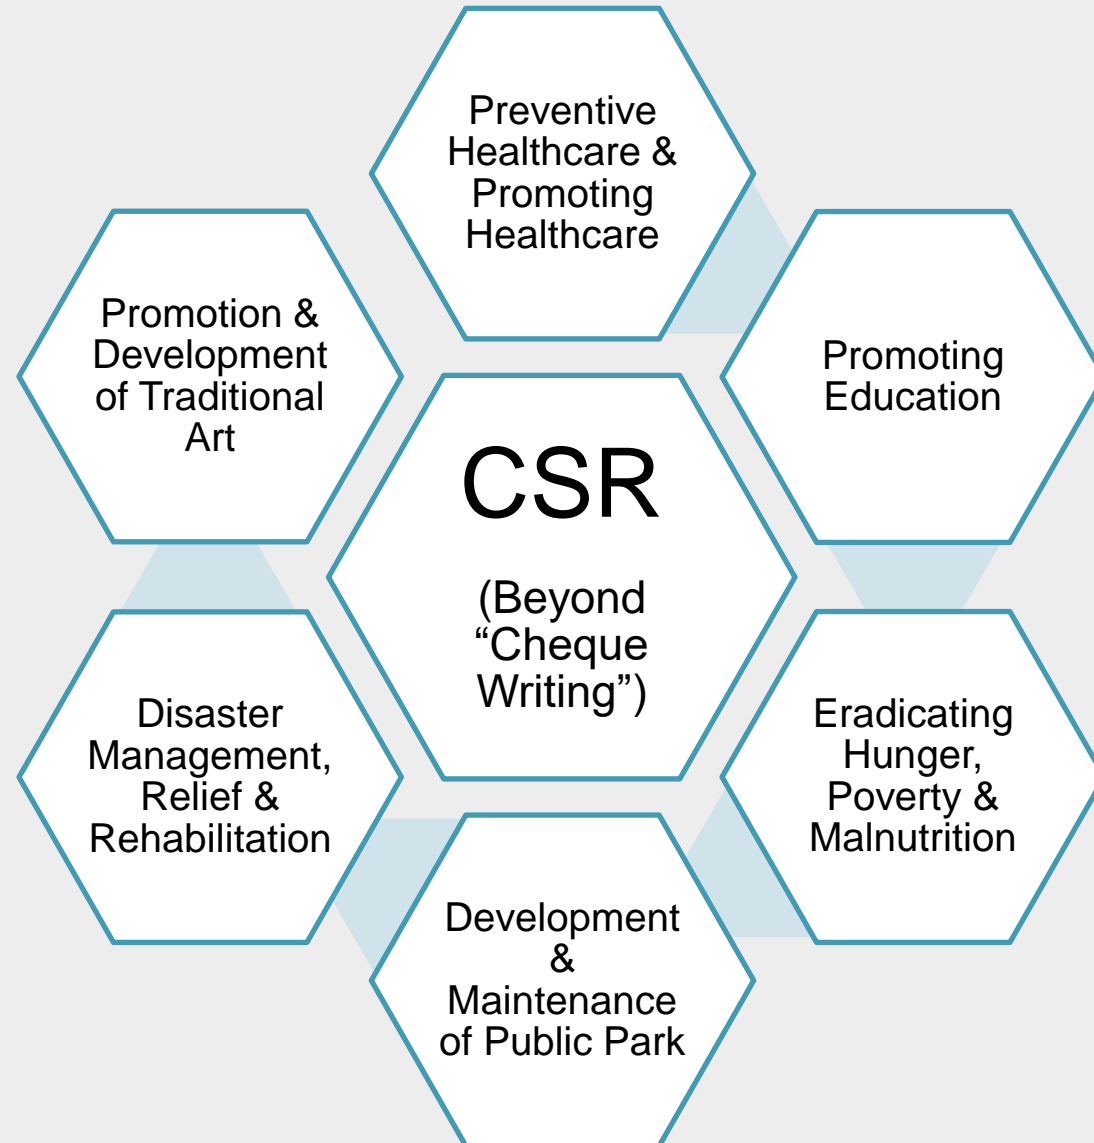 Preventive
Healthcare &
Promoting
Healthcare
Promoting
Education
Eradicating
Hunger,
Poverty &
Malnutrition
Development
&
Maintenance
of Public Park
Disaster
Management,
Relief &
Rehabilitation
Promotion &
Development
of Traditional
Art
CSR
(Beyond
“Cheque
Writing”)